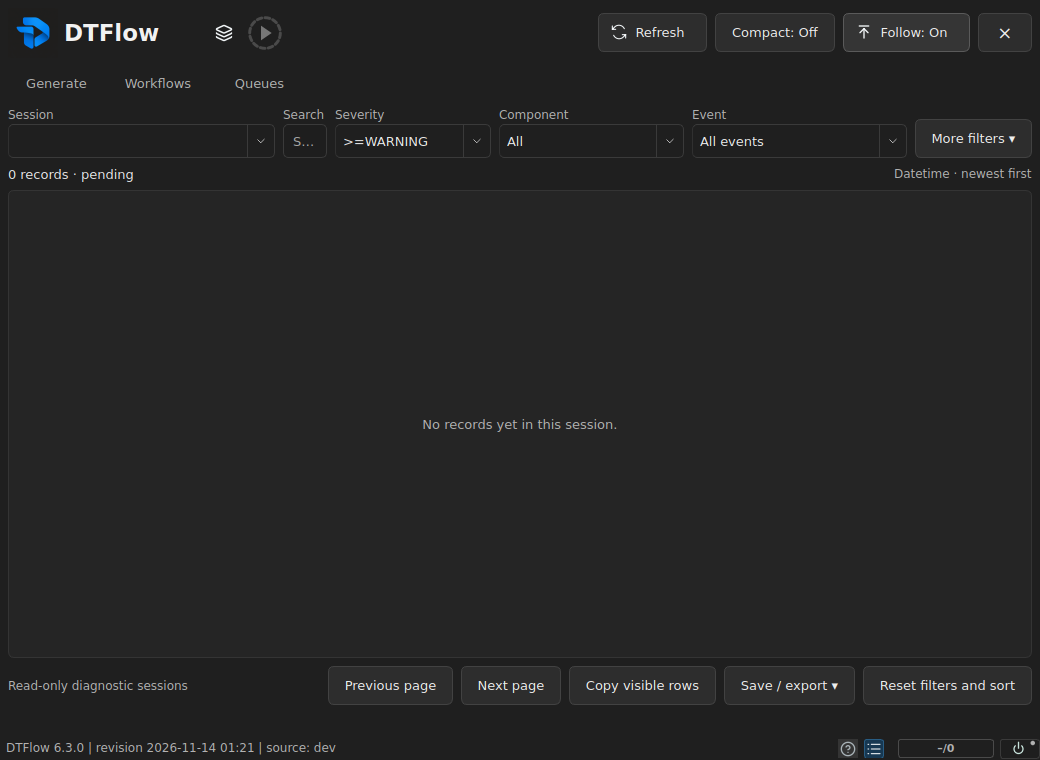 DTFlow
Refresh
Compact: Off
Follow: On
Generate
Workflows
Queues
Session
Search
Severity
Component
Event
S...
>=WARNING
All
All events
More filters ▾
0 records · pending
Datetime · newest first
No records yet in this session.
Read-only diagnostic sessions
Previous page
Next page
Copy visible rows
Save / export ▾
Reset filters and sort
DTFlow 6.3.0 | revision 2026-11-14 01:21 | source: dev
–/0